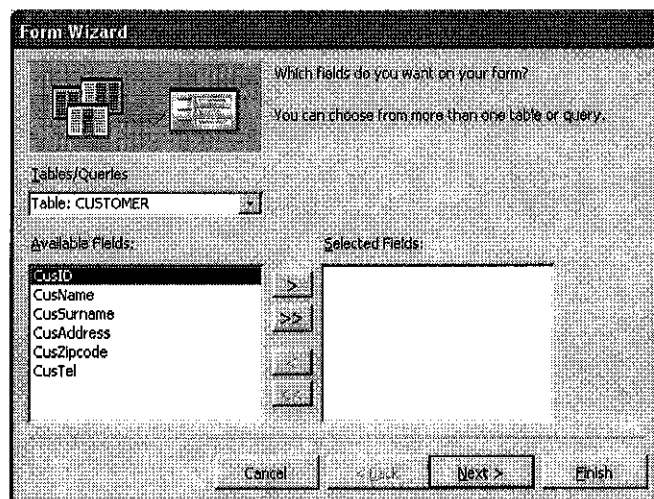 Form Wizard
Which fields do you want on your form?
You can choose from more than one table or query.
Tables/Queries
Table: CUSTOMER
Available Fields:
Selected Fields:
CusID
CusName
CusSurname
CusAddress
CusZipcode
CusTel
>
>>
<
<<
Cancel
< Back
Next >
Finish